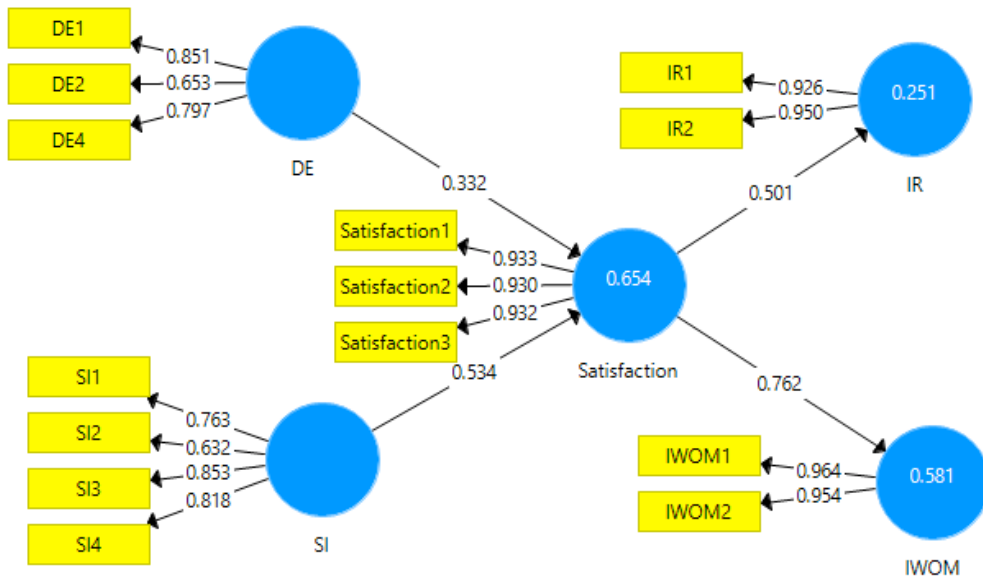 DE1
0.851
DE2
0.653
DE4
0.797
DE
IR1
0.926
0.251
IR2
0.950
IR
0.332
0.501
Satisfaction1
0.933
Satisfaction2
0.930
0.654
Satisfaction3
0.932
Satisfaction
0.534
0.762
SI1
0.763
SI2
0.632
SI3
0.853
SI4
0.818
SI
IWOM1
0.964
0.581
IWOM2
0.954
IWOM